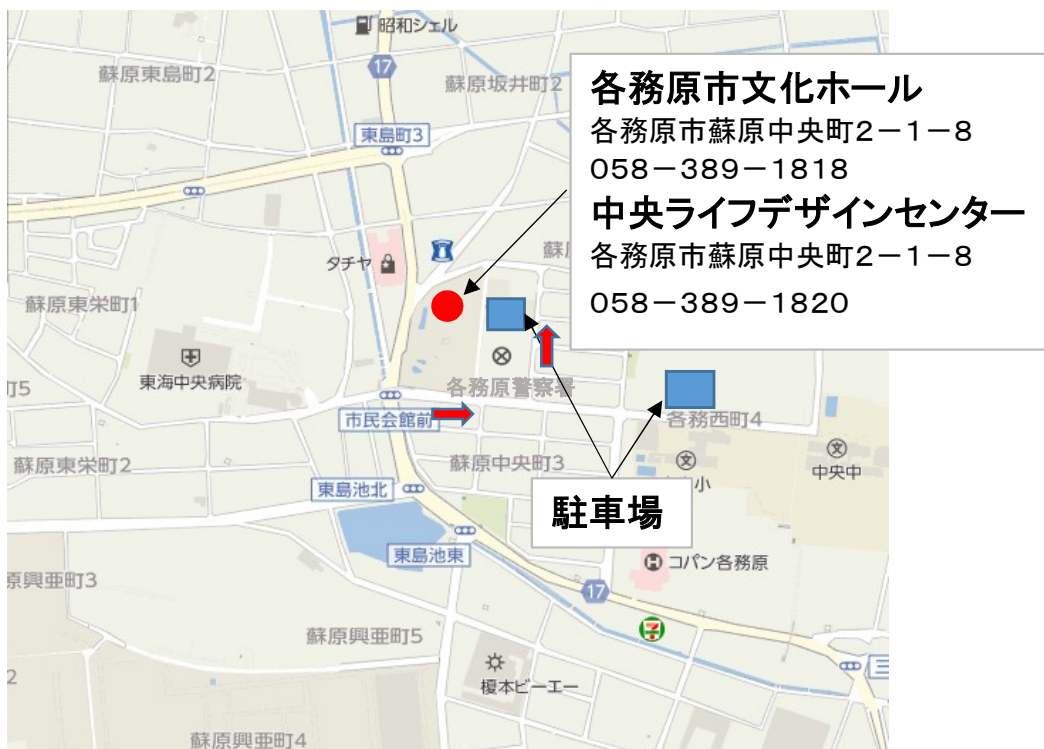 昭和シェル
17
蘇原東島町2
蘇原坂井町2
各務原市文化ホール
各務原市蘇原中央町2-1-8
058-389-1818
中央ライフデザインセンター
各務原市蘇原中央町2-1-8
058-389-1820
東島町3
タチヤ
蘇原東栄町1
東海中央病院
各務原警察署
町5
市民会館前
各務西町4
蘇原東栄町2
蘇原中央町3
小
中央中
東島池北
駐車場
東島池東
コパン各務原
原興亜町3
17
蘇原興亜町5
三
2
榎本ビーエー
蘇原興亜町4